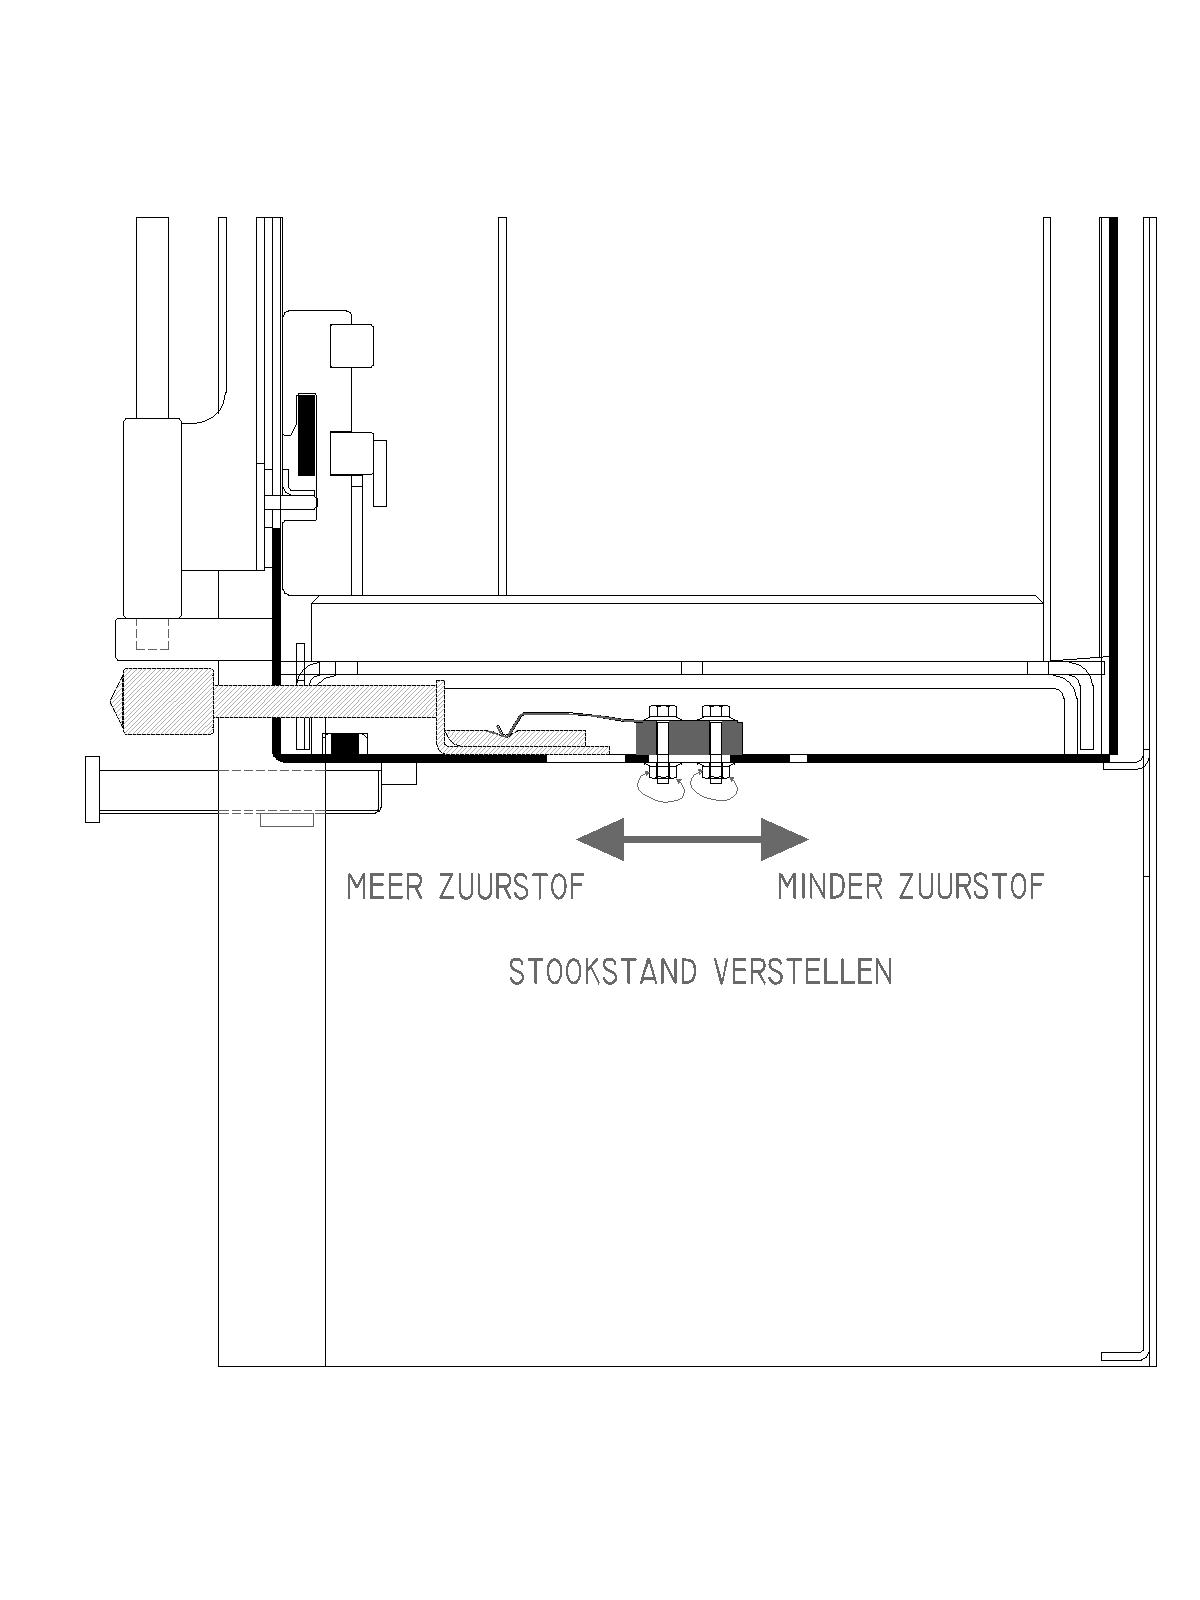 MEER ZUURSTOF
MINDER ZUURSTOF
STOOKSTAND VERSTELLEN